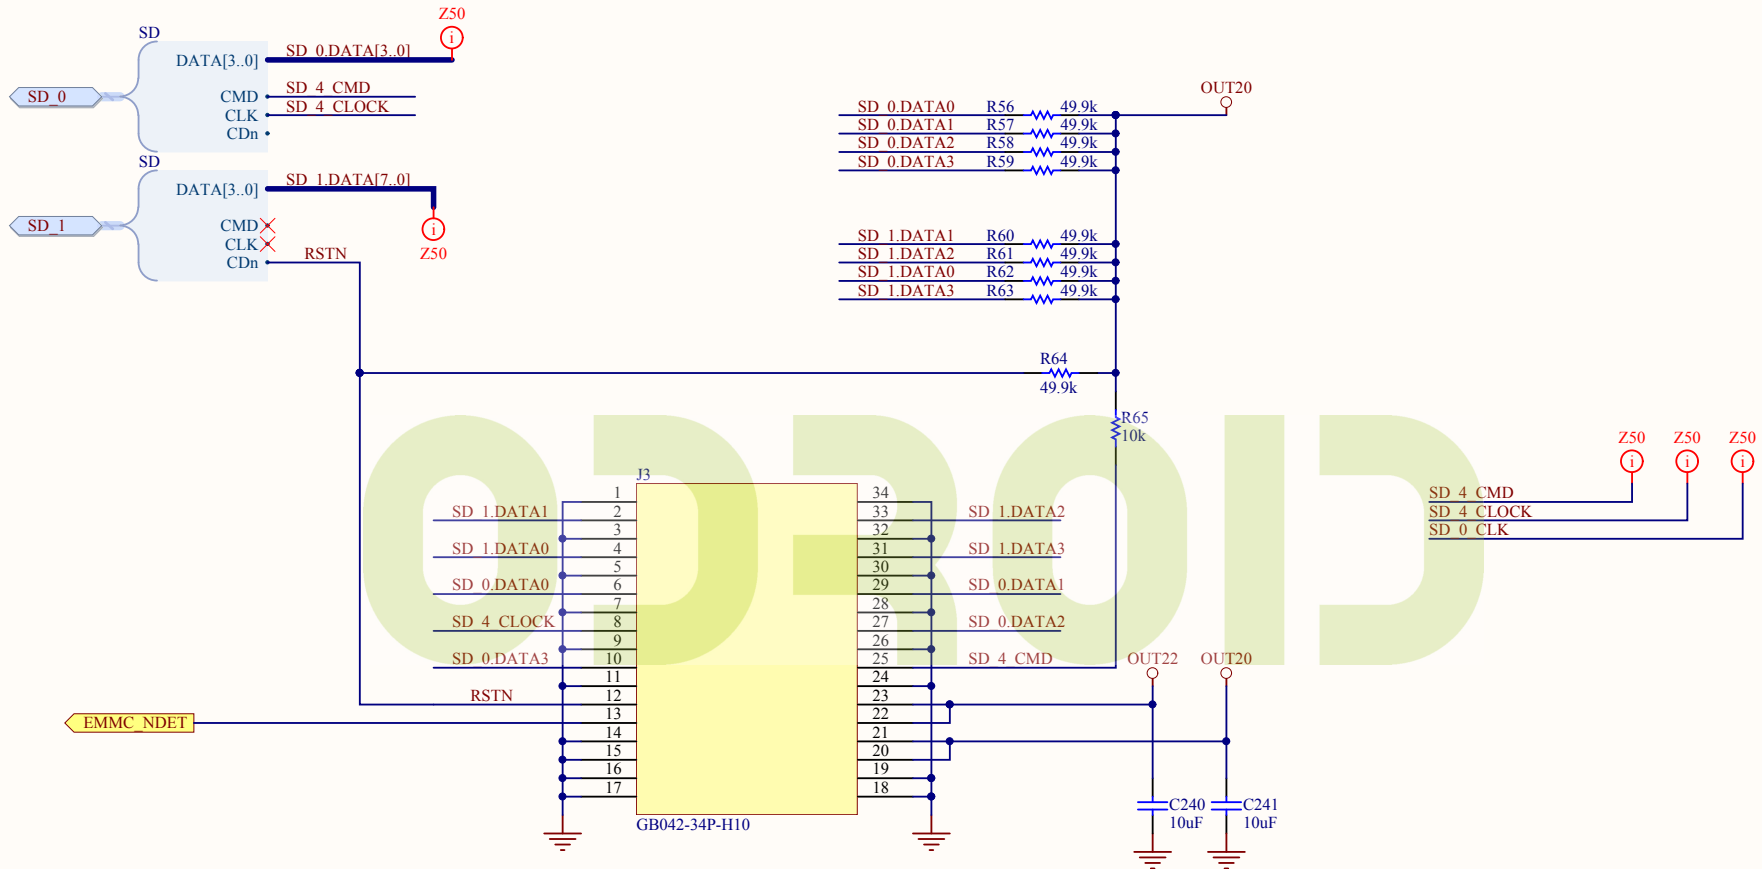 Z50
SD
DATA[3..0] SD_0.DATA[3..0]
SD_0
CMD SD_4_CMD
CLK SD_4_CLOCK
CDn
SD
DATA[3..0] SD_1.DATA[7..0]
SD_1
CMD
CLK
CDn RSTN
Z50
OUT20
SD_0.DATA0 R56 49.9k
SD_0.DATA1 R57 49.9k
SD_0.DATA2 R58 49.9k
SD_0.DATA3 R59 49.9k
SD_1.DATA1 R60 49.9k
SD_1.DATA2 R61 49.9k
SD_1.DATA0 R62 49.9k
SD_1.DATA3 R63 49.9k
R64
49.9k
R65
10k
ODROID
Z50 Z50 Z50
SD_4_CMD
SD_4_CLOCK
SD_0_CLK
J3
1 34
SD_1.DATA1 2 33 SD_1.DATA2
3 32
SD_1.DATA0 4 31 SD_1.DATA3
5 30
SD_0.DATA0 6 29 SD_0.DATA1
7 28
SD_4_CLOCK 8 27 SD_0.DATA2
9 26
SD_0.DATA3 10 25 SD_4_CMD OUT22 OUT20
11 24
RSTN 12 23
EMMC_NDET 13 22
14 21
15 20
16 19
17 18
GB042-34P-H10
C240 C241
10uF 10uF